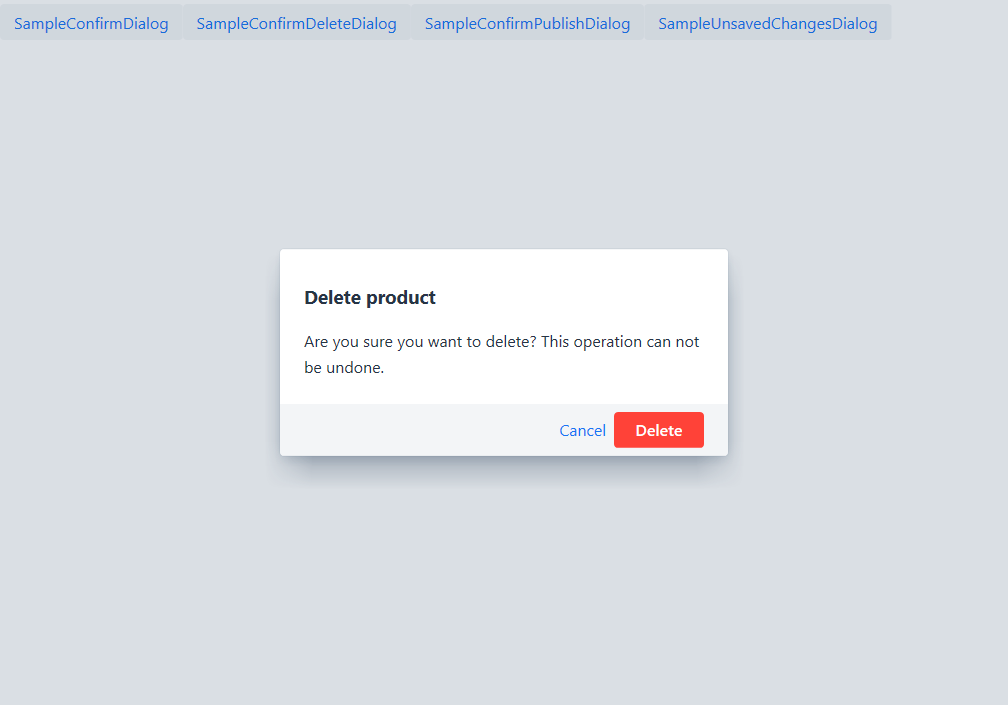 SampleConfirmDialog SampleConfirmDeleteDialog SampleConfirmPublishDialog SampleUnsavedChangesDialog
Delete product
Are you sure you want to delete? This operation can not
be undone.
Cancel Delete